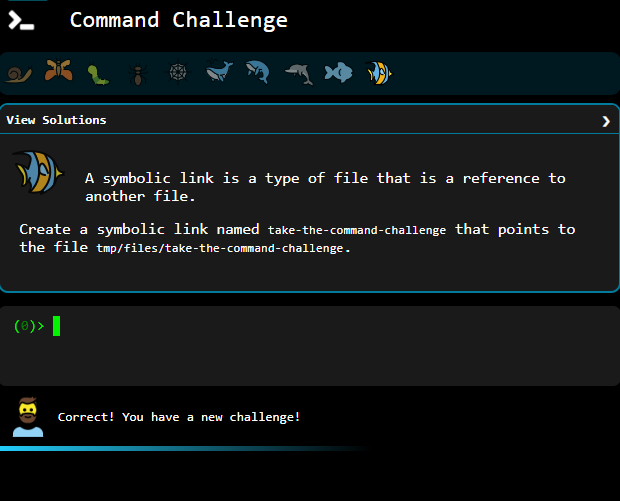 Command Challenge
View Solutions
A symbolic link is a type of file that is a reference to
another file.
Create a symbolic link named take-the-command-challenge that points to
the file tmp/files/take-the-command-challenge.
(0)>
Correct! You have a new challenge!